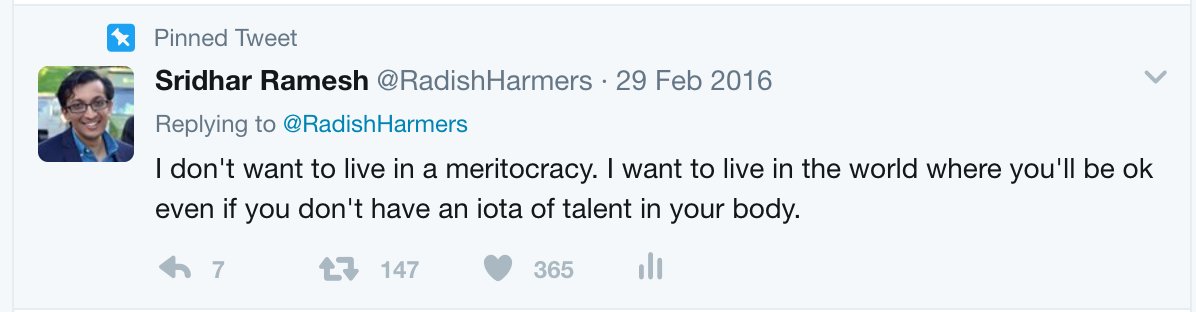 Pinned Tweet
Sridhar Ramesh @RadishHarmers · 29 Feb 2016
Replying to @RadishHarmers
I don't want to live in a meritocracy. I want to live in the world where you'll be ok
even if you don't have an iota of talent in your body.
7 147 365